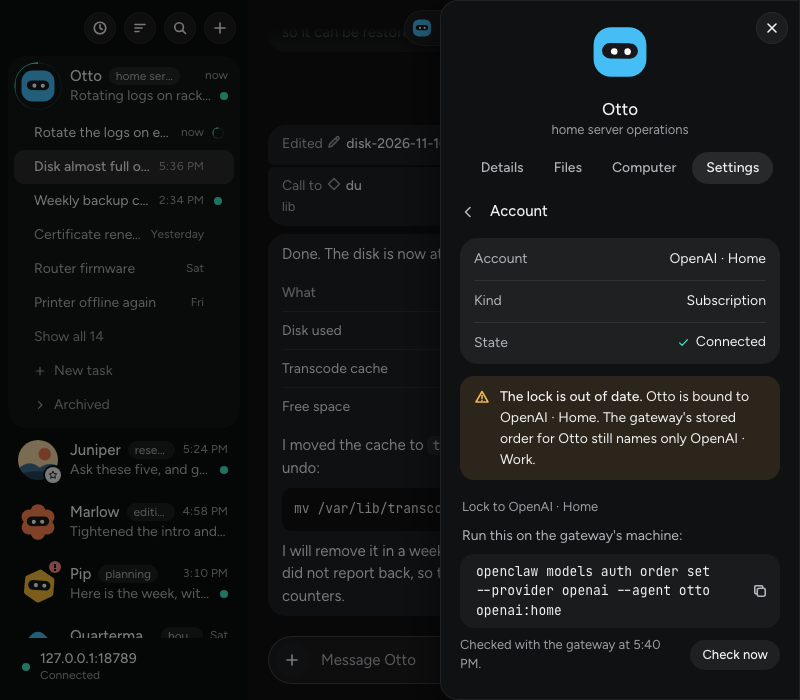 Otto home ser... now
Rotating logs on rack...
Rotate the logs on e... now
Disk almost full o... 5:36 PM
Weekly backup c... 2:34 PM
Certificate rene... Yesterday
Router firmware Sat
Printer offline again Fri
Show all 14
New task
Archived
Juniper rese... 5:24 PM
Ask these five, and g...
Marlow editi... 4:58 PM
Tightened the intro and...
Pip planning 3:10 PM
Here is the week, wit...
Quarterma hou... Sat
127.0.0.1:18789
Connected
so it can be restor
Edited disk-2026-11-1
Call to du
lib
Done. The disk is now at
What
Disk used
Transcode cache
Free space
I moved the cache to
undo:
mv /var/lib/transco
I will remove it in a week
did not report back, so t
counters.
Message Otto
Otto
home server operations
Details Files Computer Settings
Account
Account OpenAI · Home
Kind Subscription
State Connected
The lock is out of date. Otto is bound to
OpenAI · Home. The gateway's stored
order for Otto still names only OpenAI ·
Work.
Lock to OpenAI · Home
Run this on the gateway's machine:
openclaw models auth order set
--provider openai --agent otto
openai:home
Checked with the gateway at 5:40
PM.
Check now